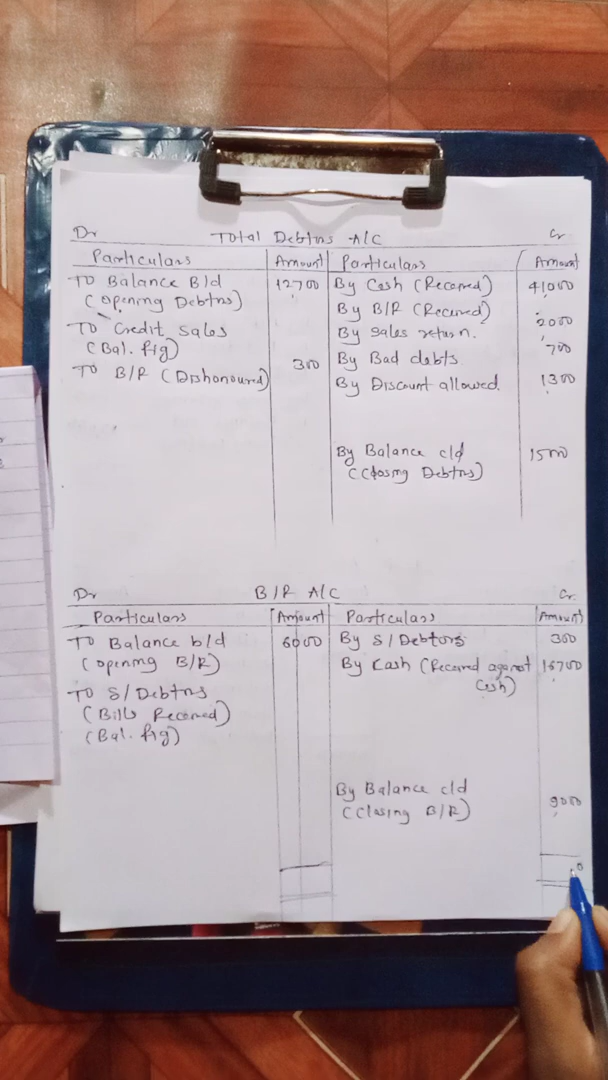 Dr Total Debtors A/C Cr
Particulars Amount Particulars Amount
To Balance B/d 12700 By Cash (Received) 41000
(opening Debtors) By B/R (Received)
To Credit Sales By sales return. 2000
(Bal. fig) By Bad debts 700
To B/R (Dishonoured) 300 By Discount allowed. 1300
By Balance c/d 15000
(Closing Debtors)
Dr B/R A/C Cr.
Particulars Amount Particulars Amount
To Balance b/d 6000 By S/Debtors 300
(opening B/R) By Cash (Received against
To S/Debtors Cash)
(Bills Received)
(Bal. fig)
By Balance c/d
(Closing B/R) 9000
0